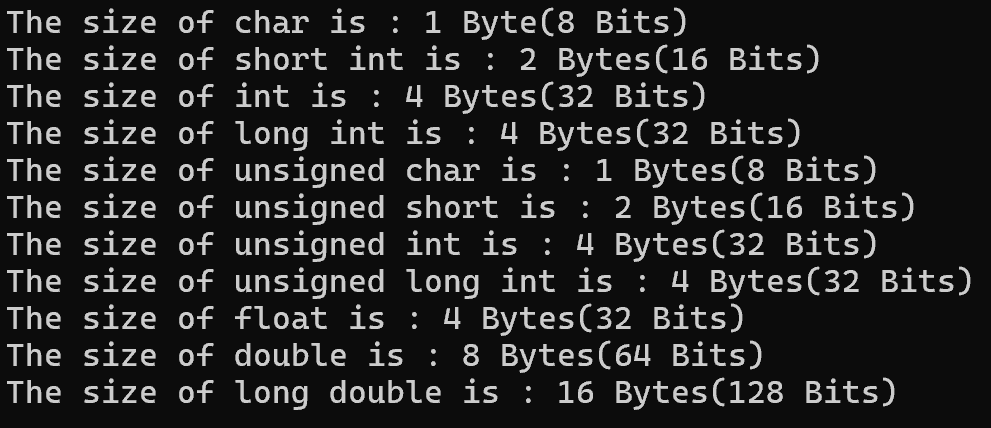 The size of char is : 1 Byte(8 Bits)
The size of short int is : 2 Bytes(16 Bits)
The size of int is : 4 Bytes(32 Bits)
The size of long int is : 4 Bytes(32 Bits)
The size of unsigned char is : 1 Bytes(8 Bits)
The size of unsigned short is : 2 Bytes(16 Bits)
The size of unsigned int is : 4 Bytes(32 Bits)
The size of unsigned long int is : 4 Bytes(32 Bits)
The size of float is : 4 Bytes(32 Bits)
The size of double is : 8 Bytes(64 Bits)
The size of long double is : 16 Bytes(128 Bits)